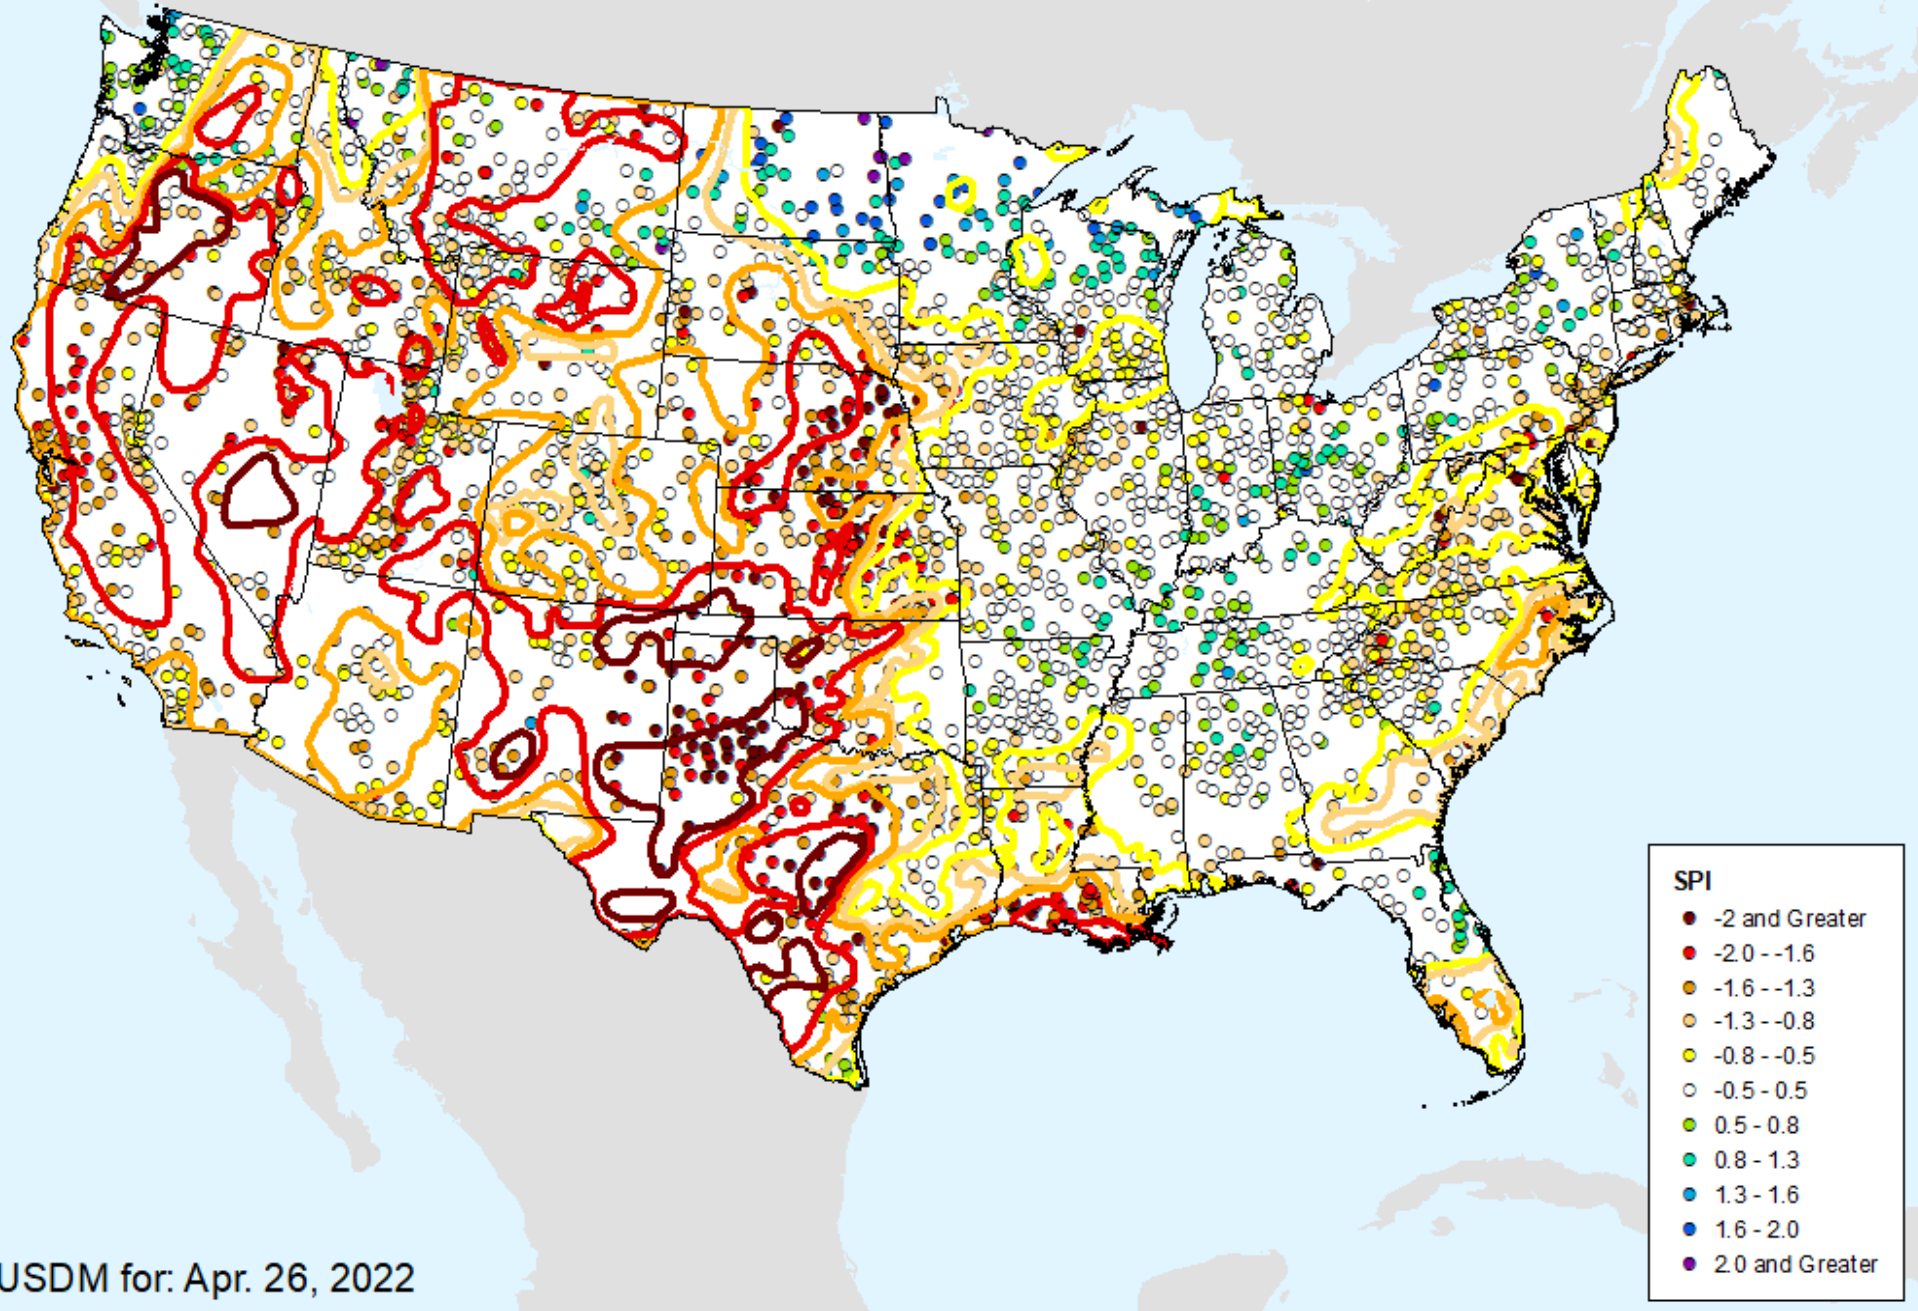 SPI
-2 and Greater
-2.0 - -1.6
-1.6 - -1.3
-1.3 - -0.8
-0.8 - -0.5
-0.5 - 0.5
0.5 - 0.8
0.8 - 1.3
1.3 - 1.6
1.6 - 2.0
2.0 and Greater
USDM for: Apr. 26, 2022